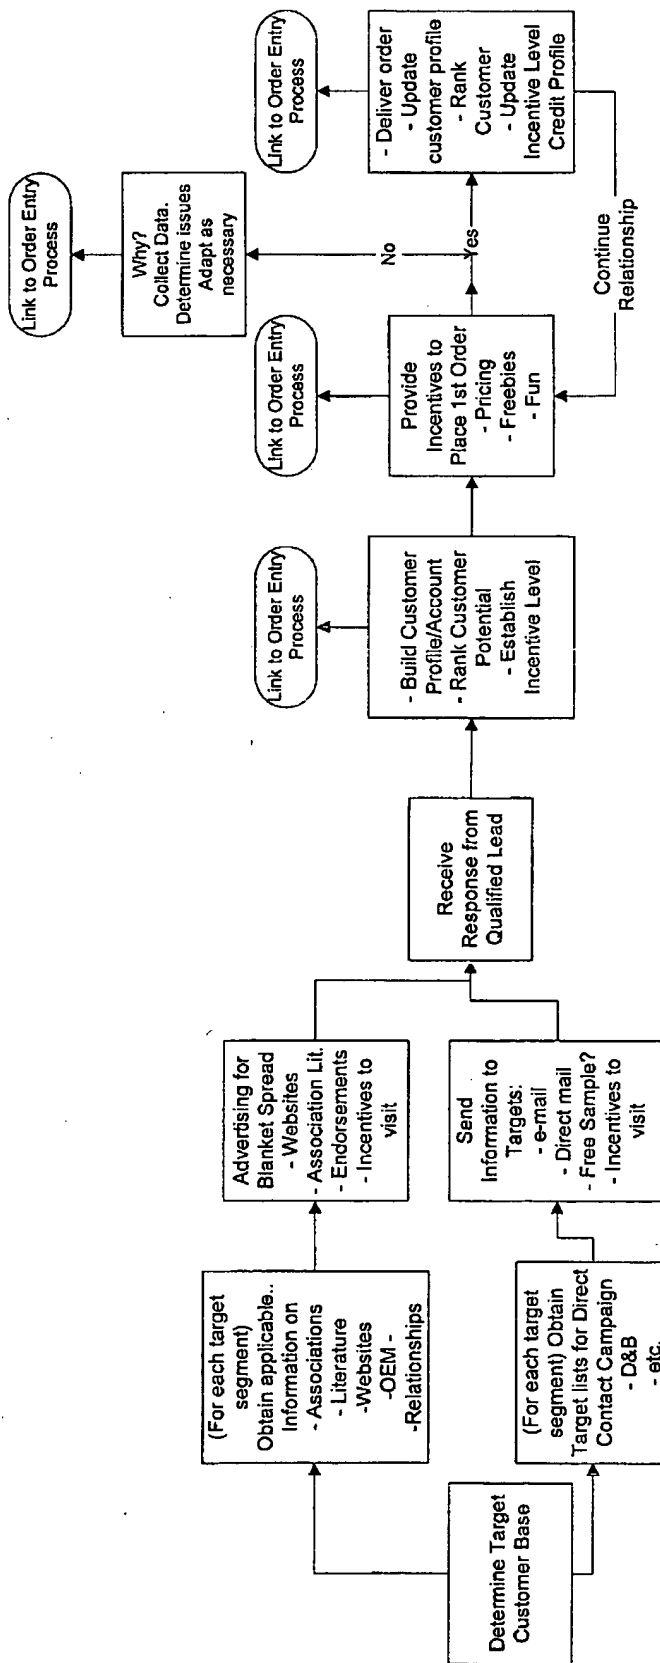 Determine Target
Customer Base
(For each target
segment)
Obtain applicable..
Information on
- Associations
- Literature
-Websites
-OEM -
-Relationships
(For each target
segment) Obtain
Target lists for Direct
Contact Campaign
- D&B
- etc.
Advertising for
Blanket Spread
- Websites
- Association Lit.
- Endorsements
- Incentives to
visit
Send
Information to
Targets:
- e-mail
- Direct mail
- Free Sample?
- Incentives to
visit
Receive
Response from
Qualified Lead
Link to Order Entry
Process
- Build Customer
Profile/Account
- Rank Customer
Potential
- Establish
Incentive Level
Link to Order Entry
Process
Provide
Incentives to
Place 1st Order
- Pricing
- Freebies
- Fun
Link to Order Entry
Process
Why?
Collect Data.
Determine issues
Adapt as
necessary
No
Yes
Link to Order Entry
Process
- Deliver order
- Update
customer profile
- Rank
Customer
- Update
Incentive Level
Credit Profile
Continue
Relationship